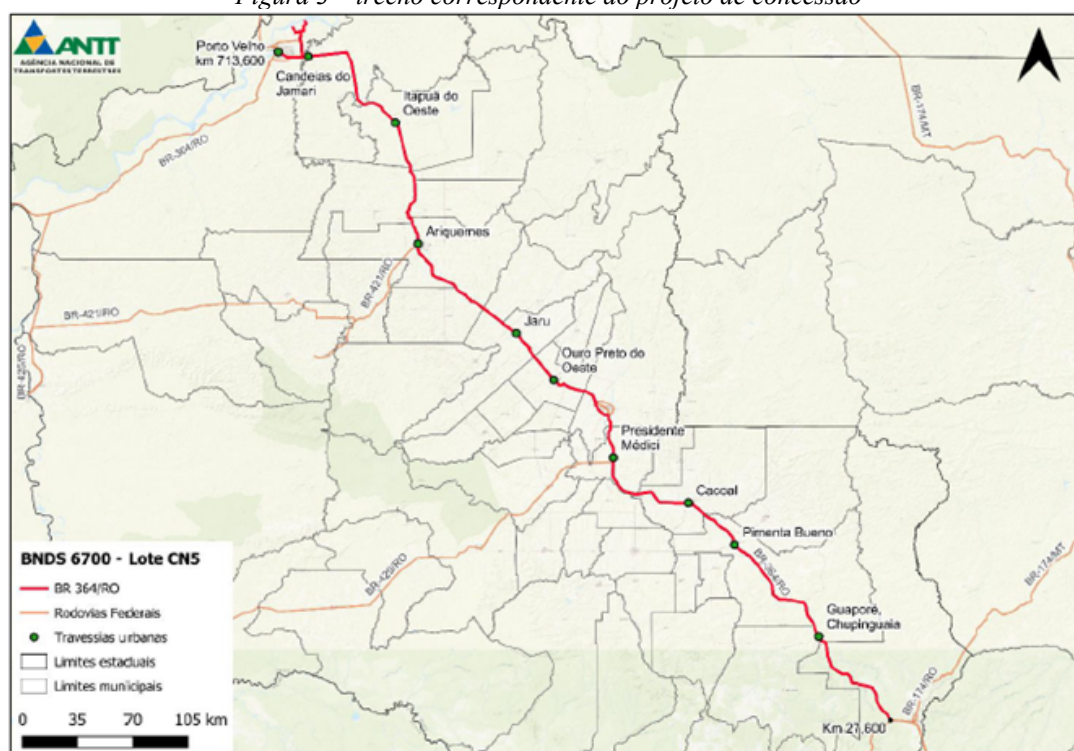 Figura 3 – trecho correspondente ao projeto de concessão
ANTT
AGÊNCIA NACIONAL DE
TRANSPORTES TERRESTRES
Porto Velho
km 713,600
Candeias do
Jamari
Itapuã do
Oeste
BR-364/RO
BR-174/MT
Ariquemes
BR-421/RO
BR-421/RO
BR-425/RO
Jaru
Ouro Preto do
Oeste
Presidente
Médici
Cacoal
Pimenta Bueno
BR-364/RO
BR-429/RO
BR-174/MT
Guaporé,
Chupinguaia
BR-174/RO
Km 27,600
BNDS 6700 - Lote CN5
BR 364/RO
Rodovias Federais
Travessias urbanas
Limites estaduais
Limites municipais
0 35 70 105 km